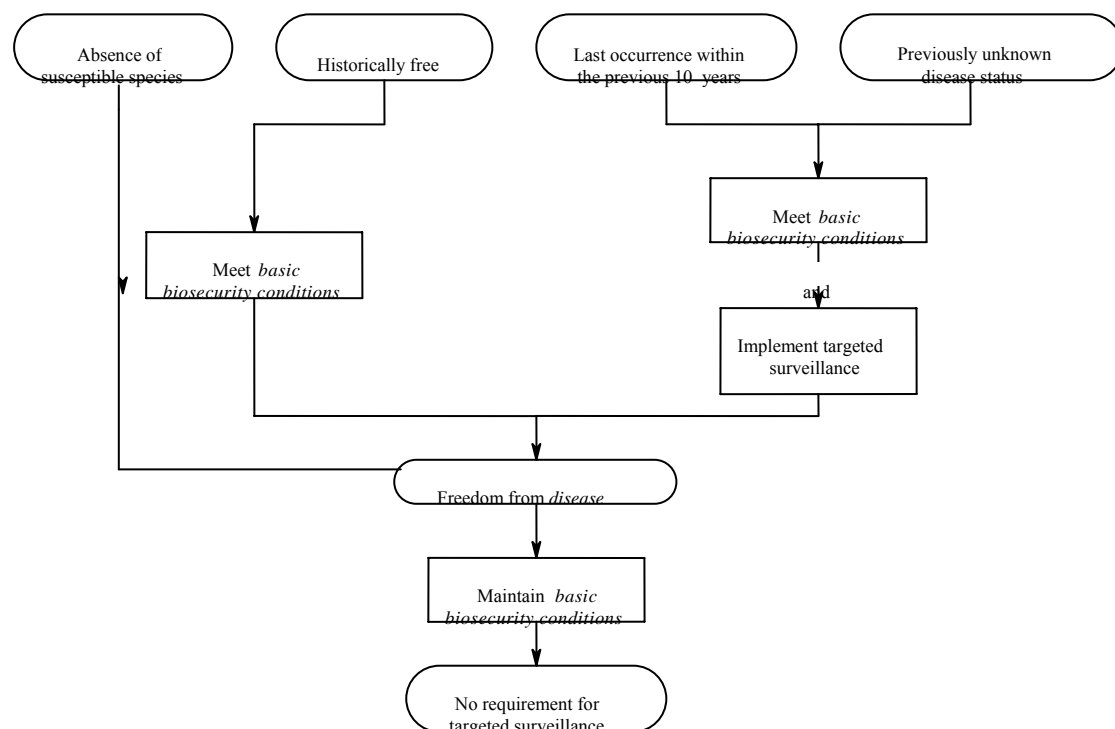 Absence of
susceptible species
Historically free
Last occurrence within
the previous 10 years
Previously unknown
disease status
Meet basic
biosecurity conditions
Meet basic
biosecurity conditions
and
Implement targeted
surveillance
Freedom from disease
Maintain basic
biosecurity conditions
No requirement for
targeted surveillance